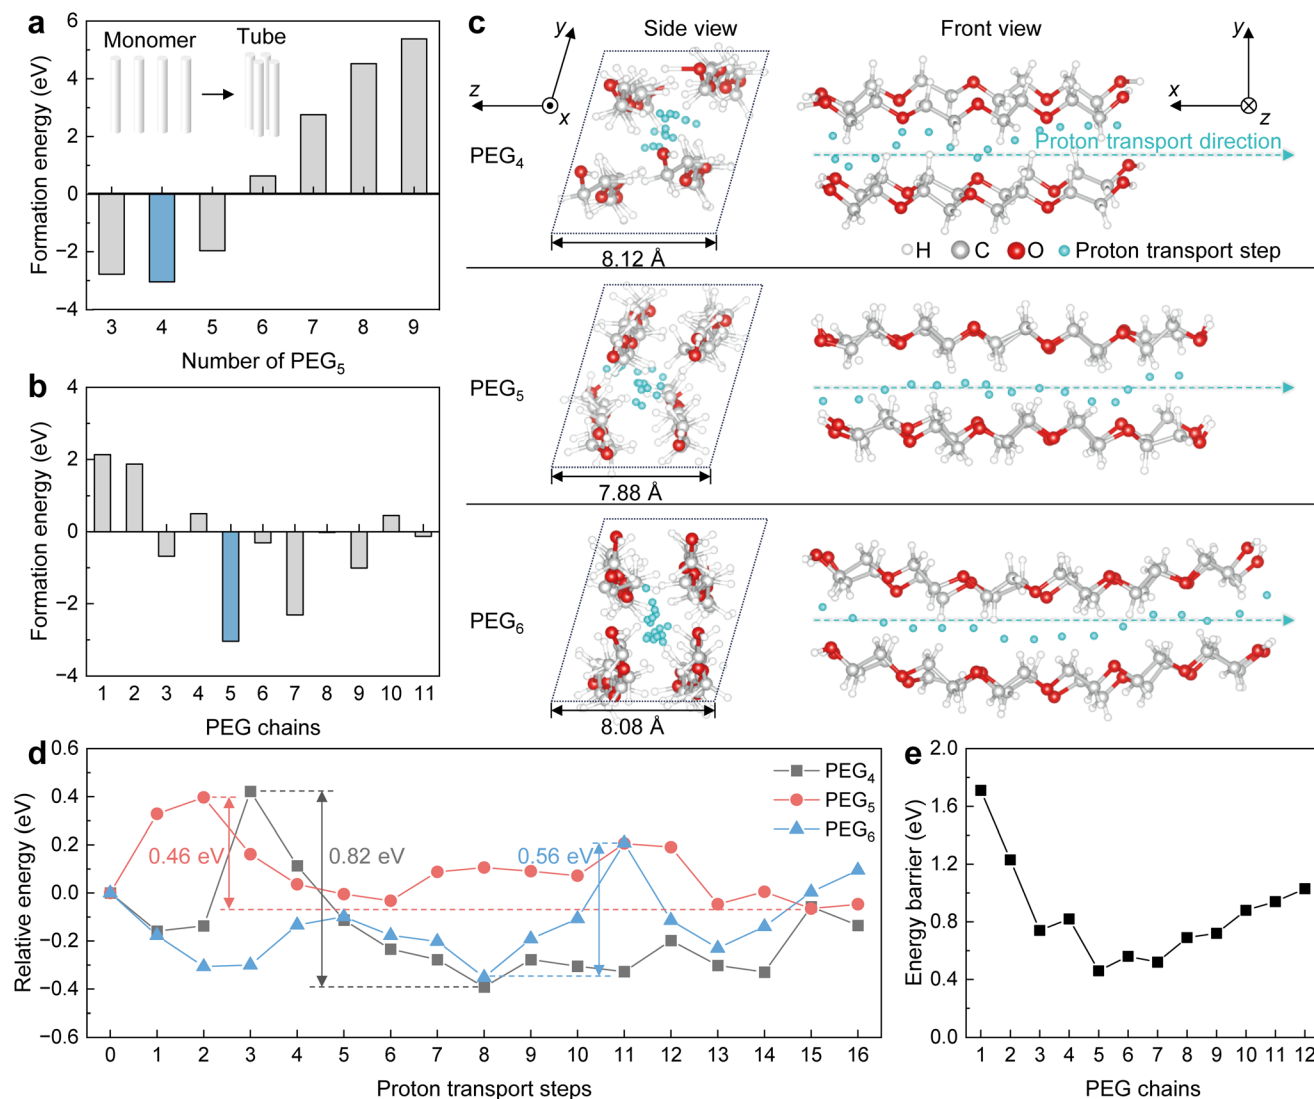 a
Formation energy (eV)
6
4
2
0
−2
−4
Monomer
Tube
3 4 5 6 7 8 9
Number of PEG5
b
Formation energy (eV)
4
2
0
−2
−4
1 2 3 4 5 6 7 8 9 10 11
PEG chains
c
Side view
Front view
y
z
x
y
x
z
PEG4
8.12 Å
Proton transport direction
H C O Proton transport step
PEG5
7.88 Å
PEG6
8.08 Å
d
Relative energy (eV)
0.6
0.4
0.2
0.0
−0.2
−0.4
−0.6
0.46 eV
0.82 eV
0.56 eV
PEG4
PEG5
PEG6
0 1 2 3 4 5 6 7 8 9 10 11 12 13 14 15 16
Proton transport steps
e
Energy barrier (eV)
2.0
1.6
1.2
0.8
0.4
0.0
1 2 3 4 5 6 7 8 9 10 11 12
PEG chains